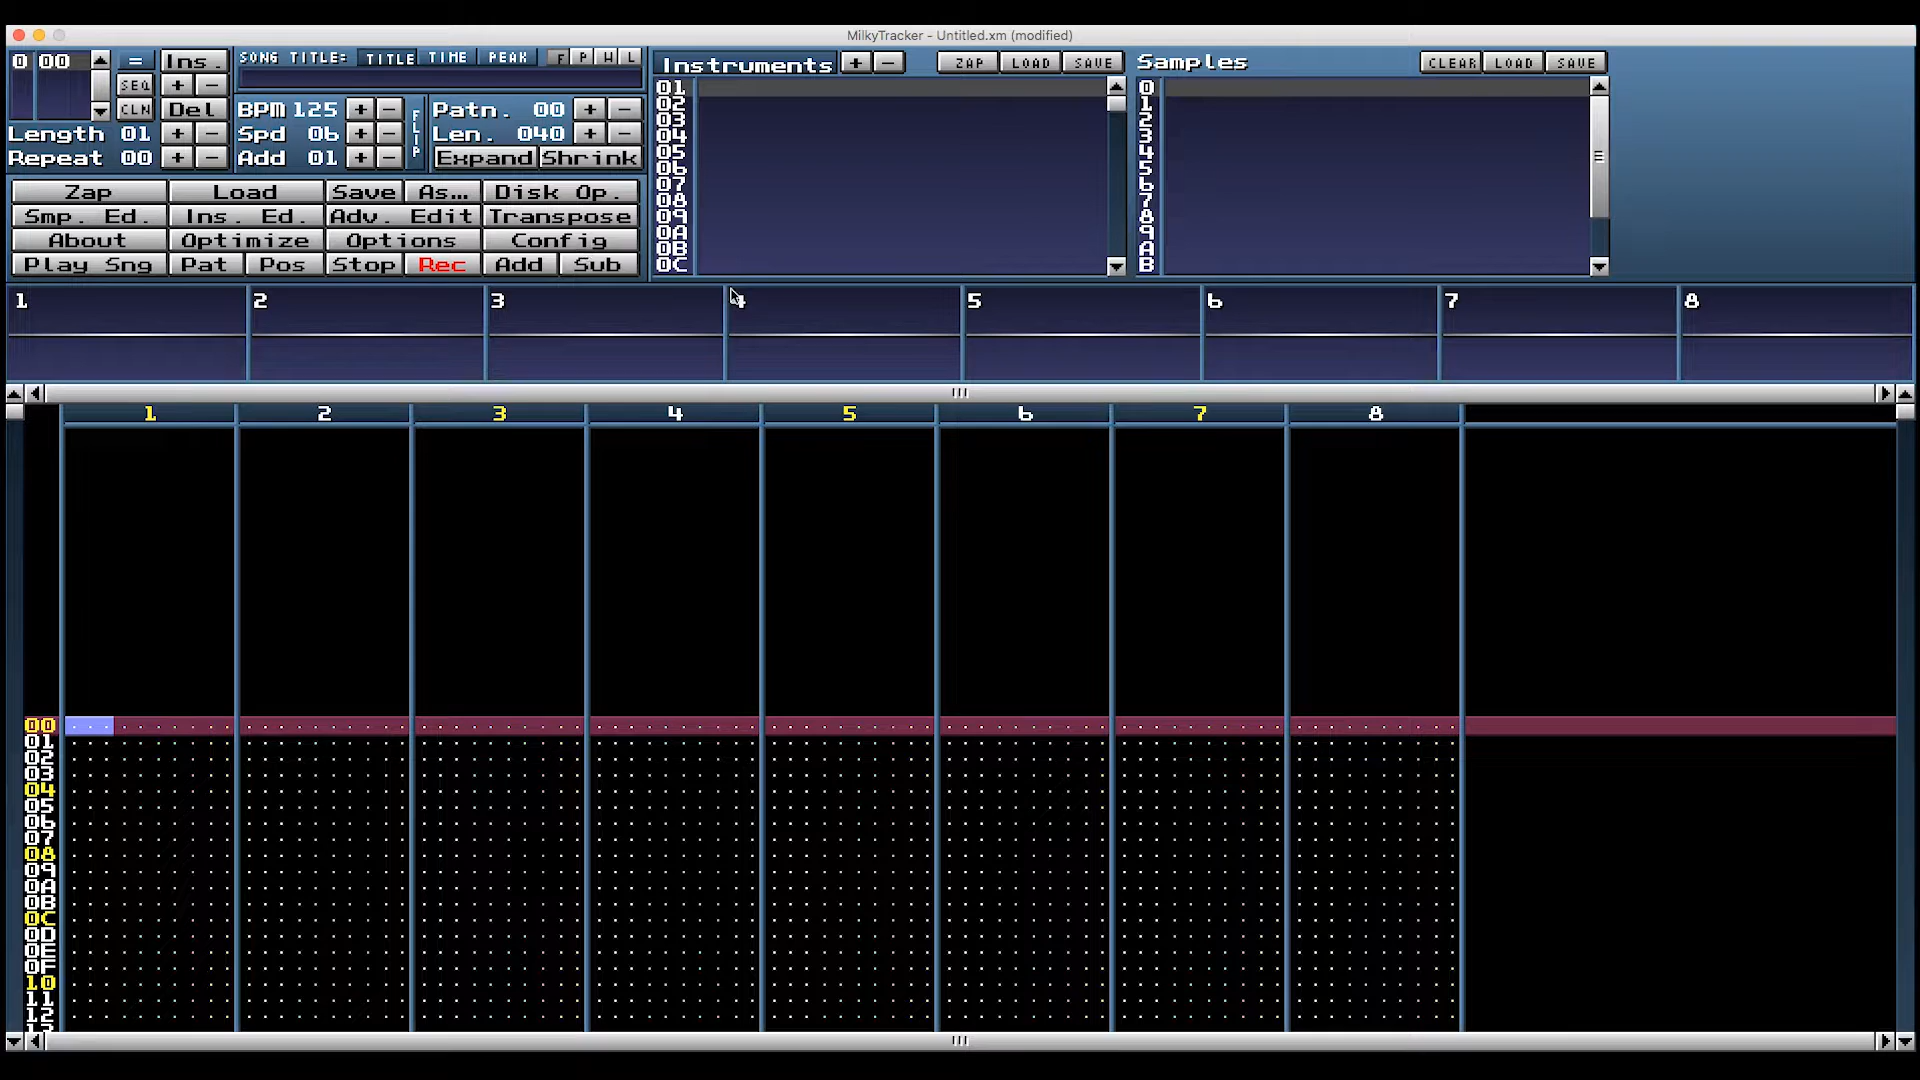 MilkyTracker - Untitled.xm (modified)
0 00
=
Ins.
SEQ
+ -
CLN
Del
Length 01 + -
Repeat 00 + -
SONG TITLE: TITLE TIME PEAK F P W L
BPM 125 + -
Spd 06 + -
Add 01 + -
FLIP
Patn. 00 + -
Len. 040 + -
Expand Shrink
Zap Load Save As... Disk Op.
Smp. Ed. Ins. Ed. Adv. Edit Transpose
About Optimize Options Config
Play Sng Pat Pos Stop Rec Add Sub
Instruments + - ZAP LOAD SAVE
01
02
03
04
05
06
07
08
09
0A
0B
0C
Samples CLEAR LOAD SAVE
0
1
2
3
4
5
6
7
8
9
A
B
1 2 3 4 5 6 7 8
1 2 3 4 5 6 7 8
00
01
02
03
04
05
06
07
08
09
0A
0B
0C
0D
0E
0F
10
11
12